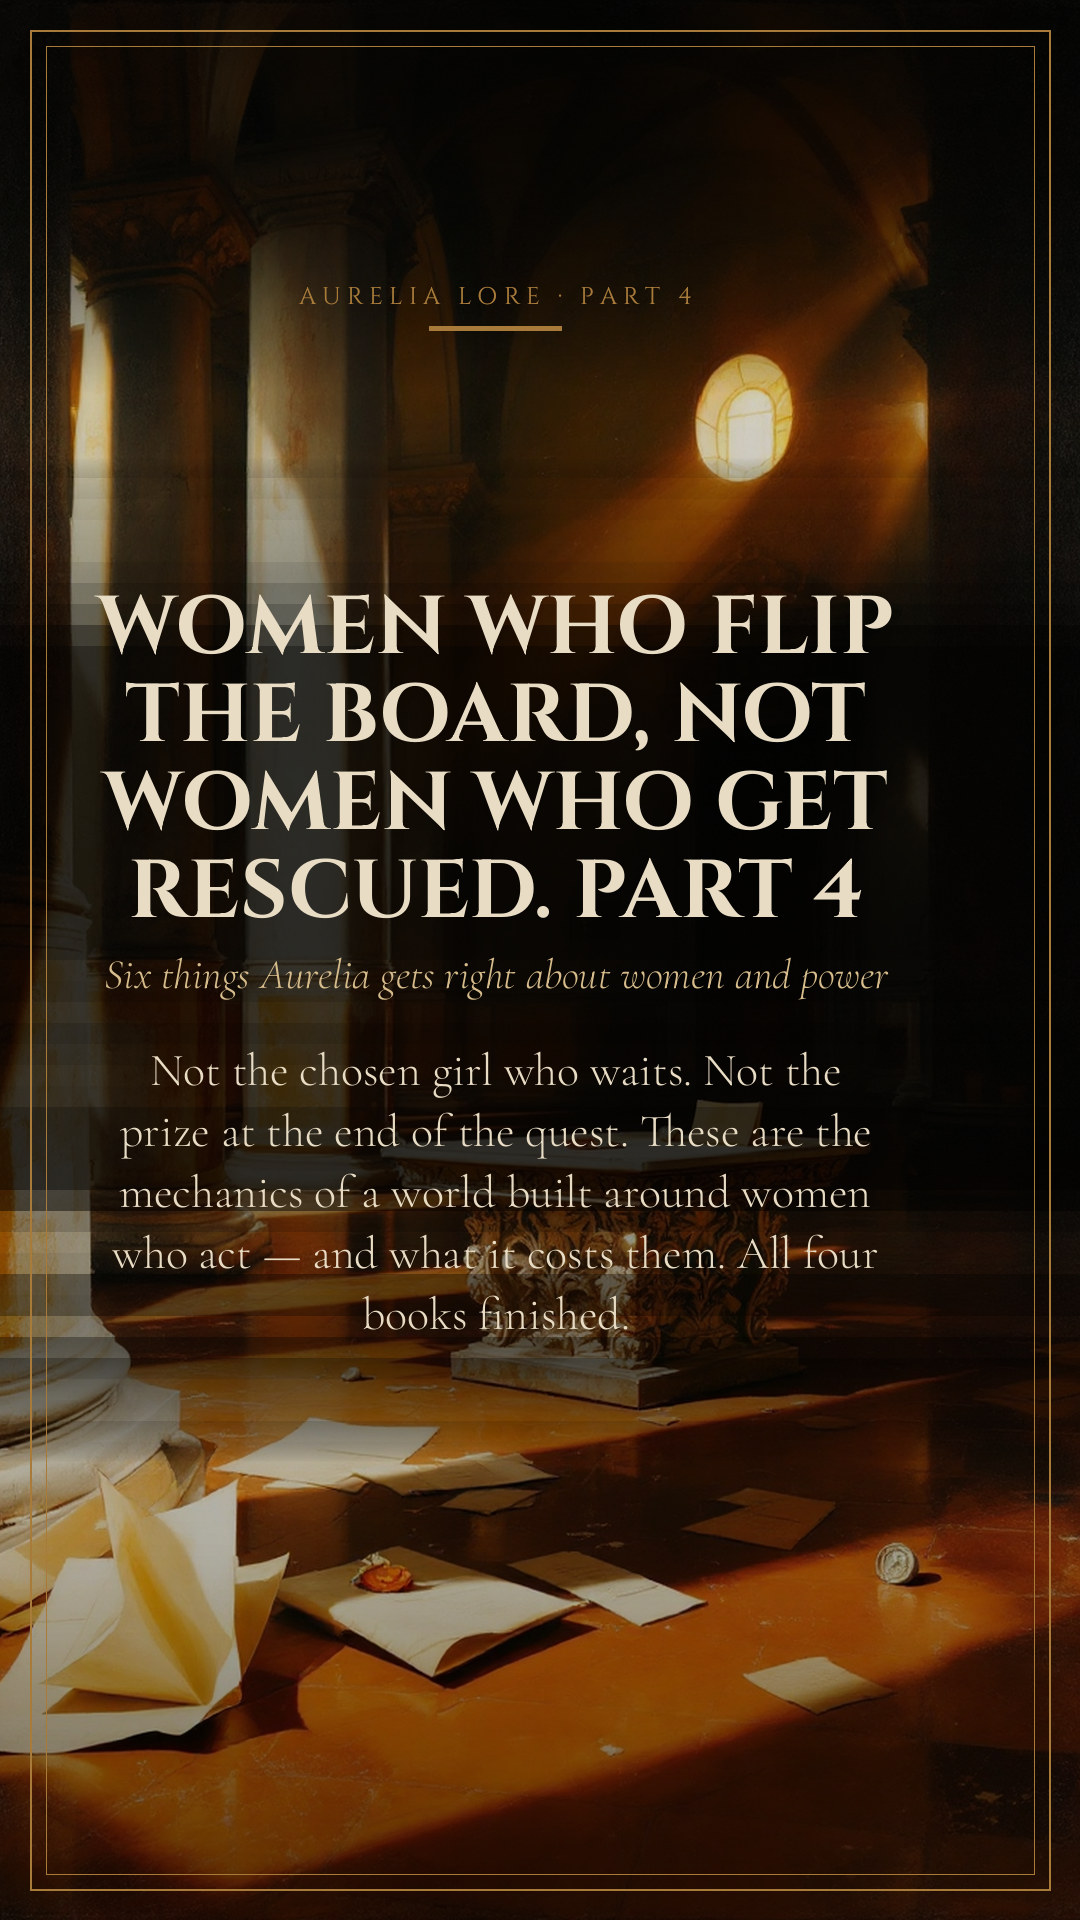 AURELIA LORE · PART 4
WOMEN WHO FLIP
THE BOARD, NOT
WOMEN WHO GET
RESCUED. PART 4
Six things Aurelia gets right about women and power
Not the chosen girl who waits. Not the
prize at the end of the quest. These are the
mechanics of a world built around women
who act — and what it costs them. All four
books finished.